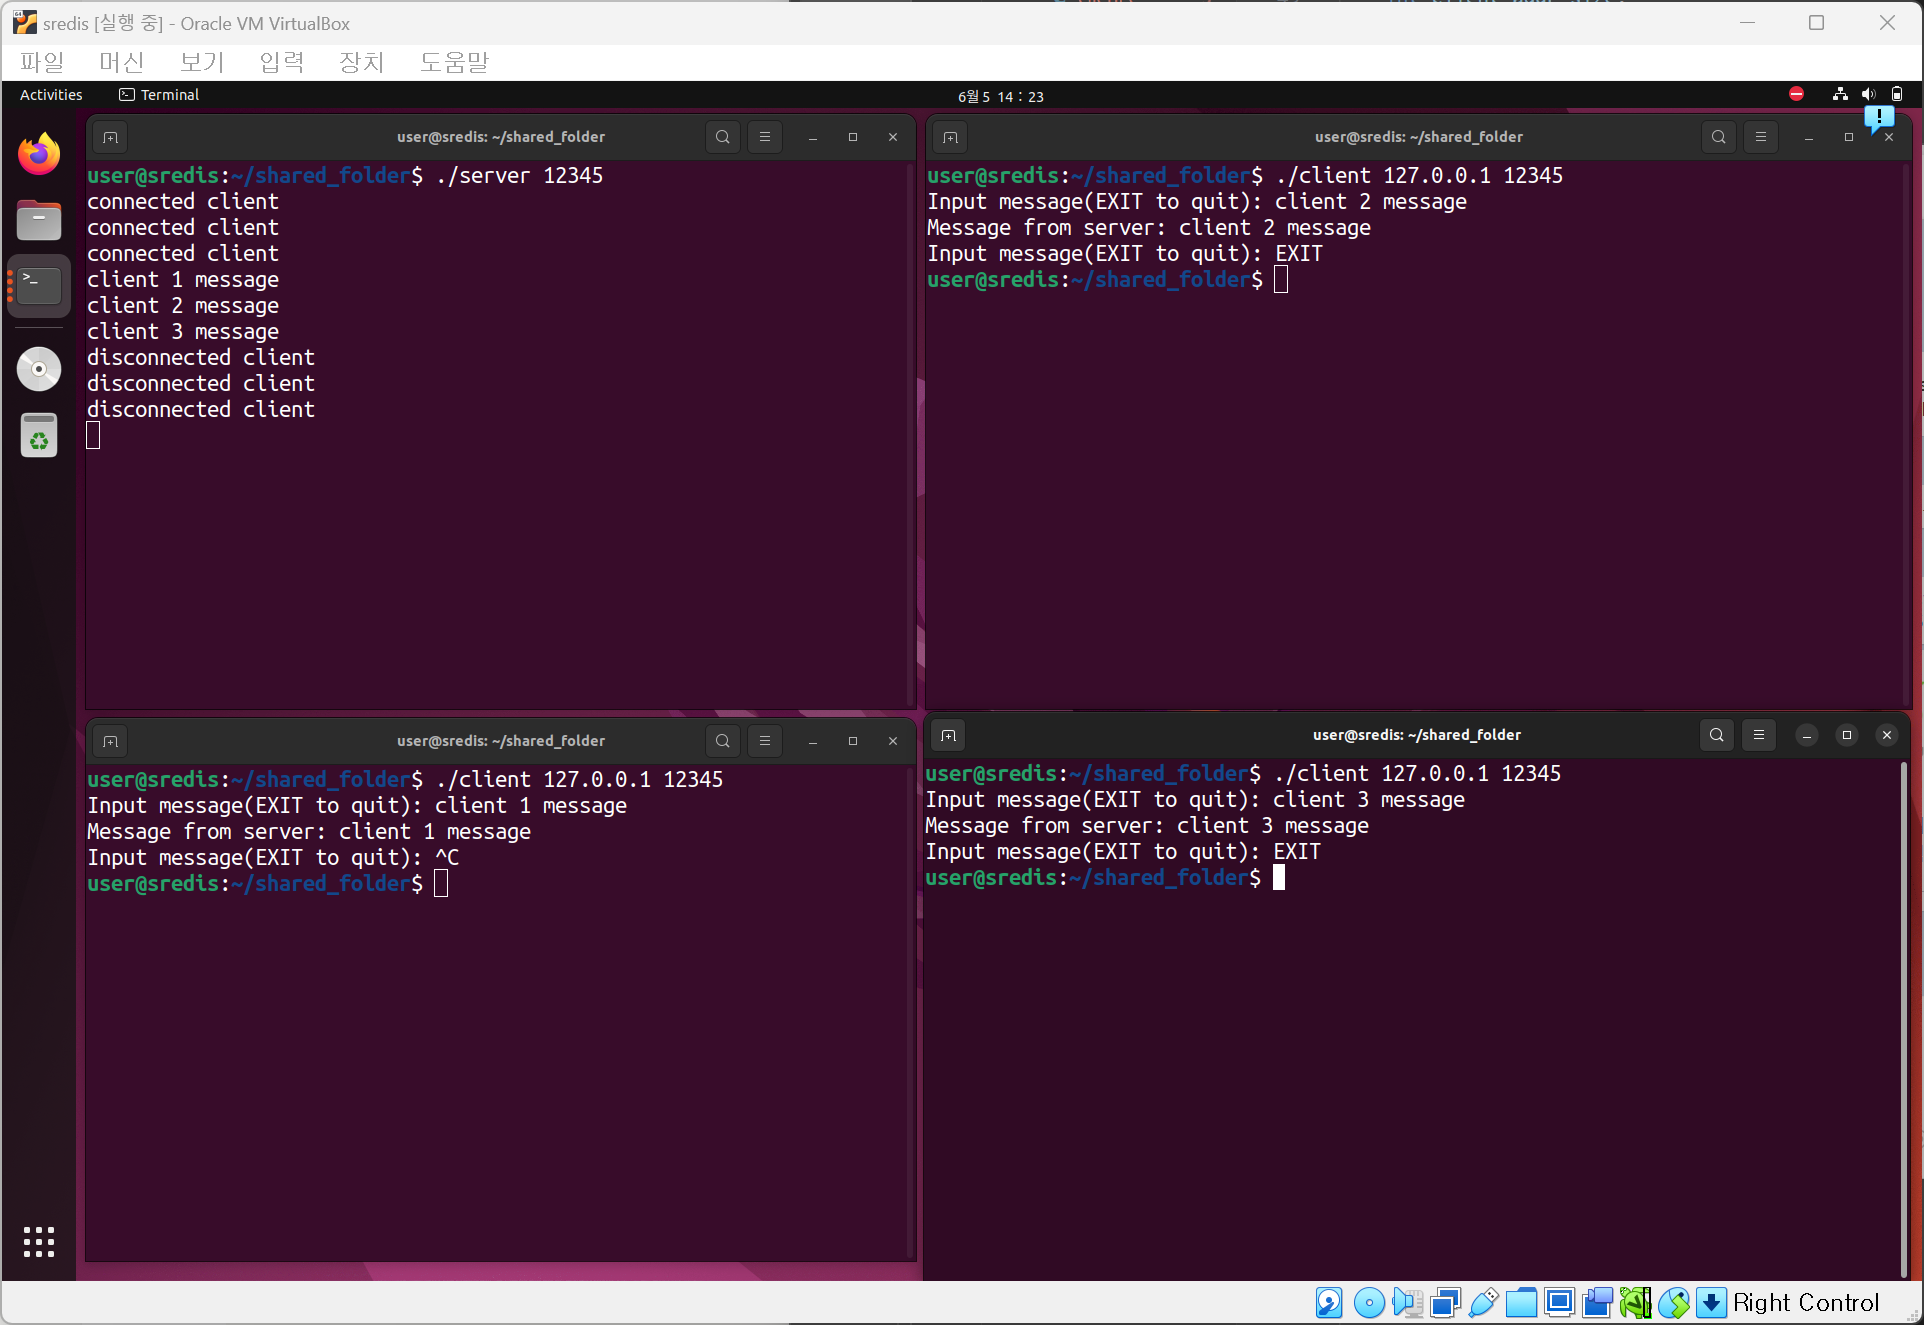 sredis [실행 중] - Oracle VM VirtualBox
파일 머신 보기 입력 장치 도움말
Activities Terminal 6월 5 14 : 23
user@sredis: ~/shared_folder
user@sredis:~/shared_folder$ ./server 12345
connected client
connected client
connected client
client 1 message
client 2 message
client 3 message
disconnected client
disconnected client
disconnected client
user@sredis: ~/shared_folder
user@sredis:~/shared_folder$ ./client 127.0.0.1 12345
Input message(EXIT to quit): client 2 message
Message from server: client 2 message
Input message(EXIT to quit): EXIT
user@sredis:~/shared_folder$
user@sredis: ~/shared_folder
user@sredis:~/shared_folder$ ./client 127.0.0.1 12345
Input message(EXIT to quit): client 1 message
Message from server: client 1 message
Input message(EXIT to quit): ^C
user@sredis:~/shared_folder$
user@sredis: ~/shared_folder
user@sredis:~/shared_folder$ ./client 127.0.0.1 12345
Input message(EXIT to quit): client 3 message
Message from server: client 3 message
Input message(EXIT to quit): EXIT
user@sredis:~/shared_folder$
Right Control